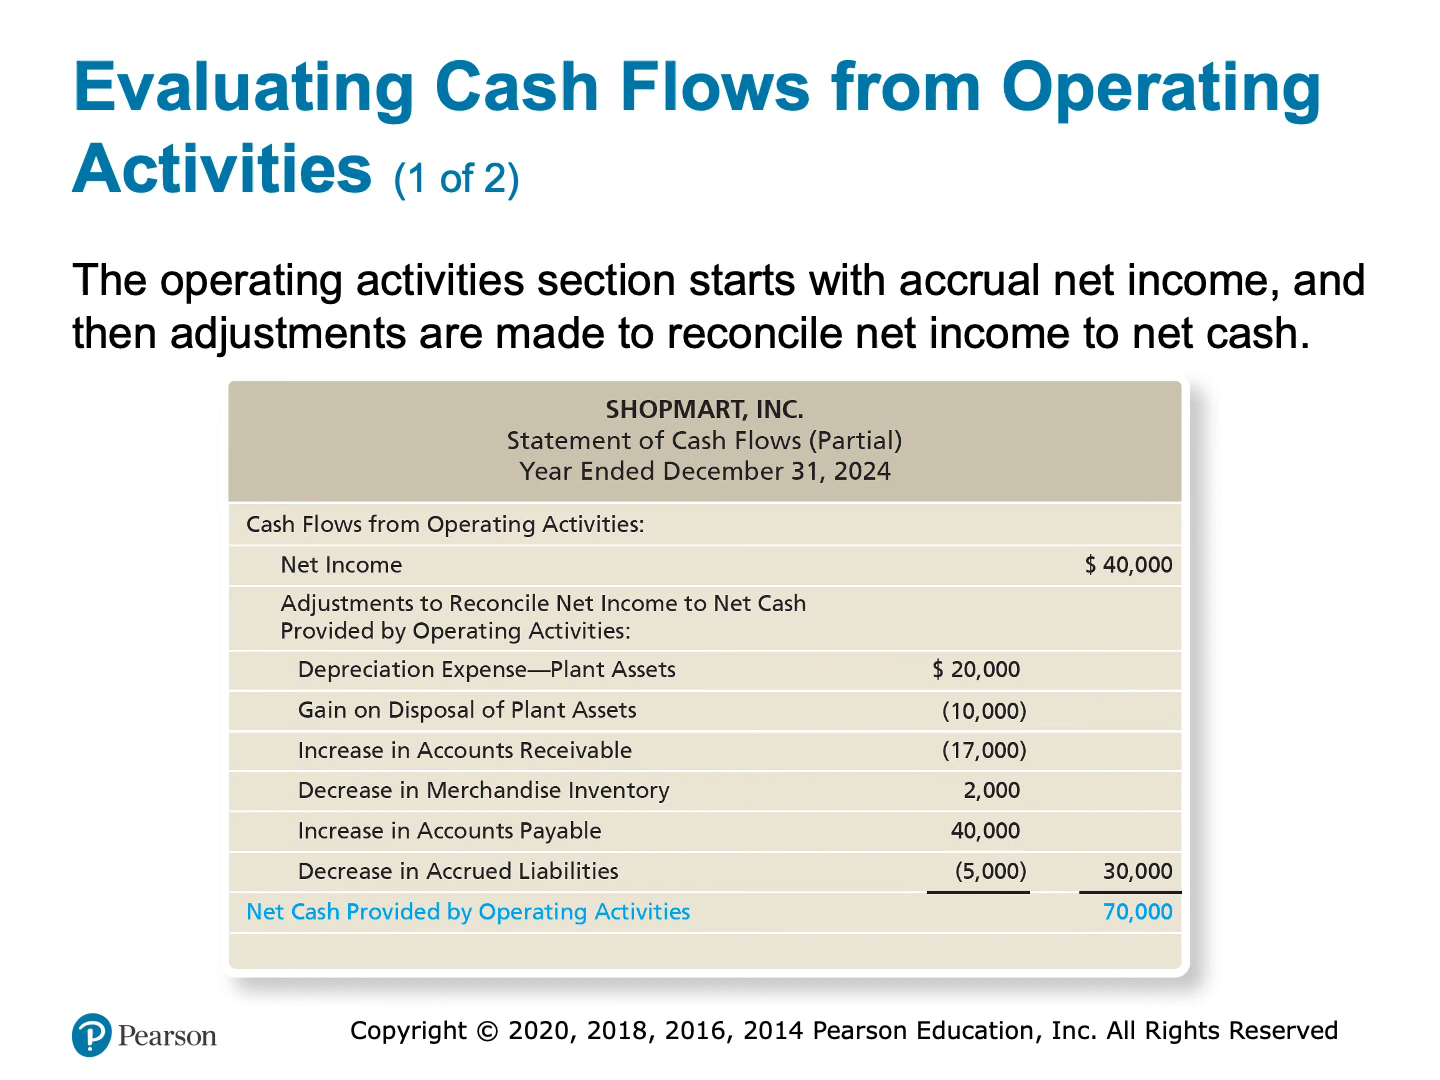 Evaluating Cash Flows from Operating
Activities (1 of 2)
The operating activities section starts with accrual net income, and
then adjustments are made to reconcile net income to net cash.
SHOPMART, INC.
Statement of Cash Flows (Partial)
Year Ended December 31, 2024
Cash Flows from Operating Activities:
Net Income $ 40,000
Adjustments to Reconcile Net Income to Net Cash
Provided by Operating Activities:
Depreciation Expense—Plant Assets $ 20,000
Gain on Disposal of Plant Assets (10,000)
Increase in Accounts Receivable (17,000)
Decrease in Merchandise Inventory 2,000
Increase in Accounts Payable 40,000
Decrease in Accrued Liabilities (5,000) 30,000
Net Cash Provided by Operating Activities 70,000
Pearson
Copyright © 2020, 2018, 2016, 2014 Pearson Education, Inc. All Rights Reserved